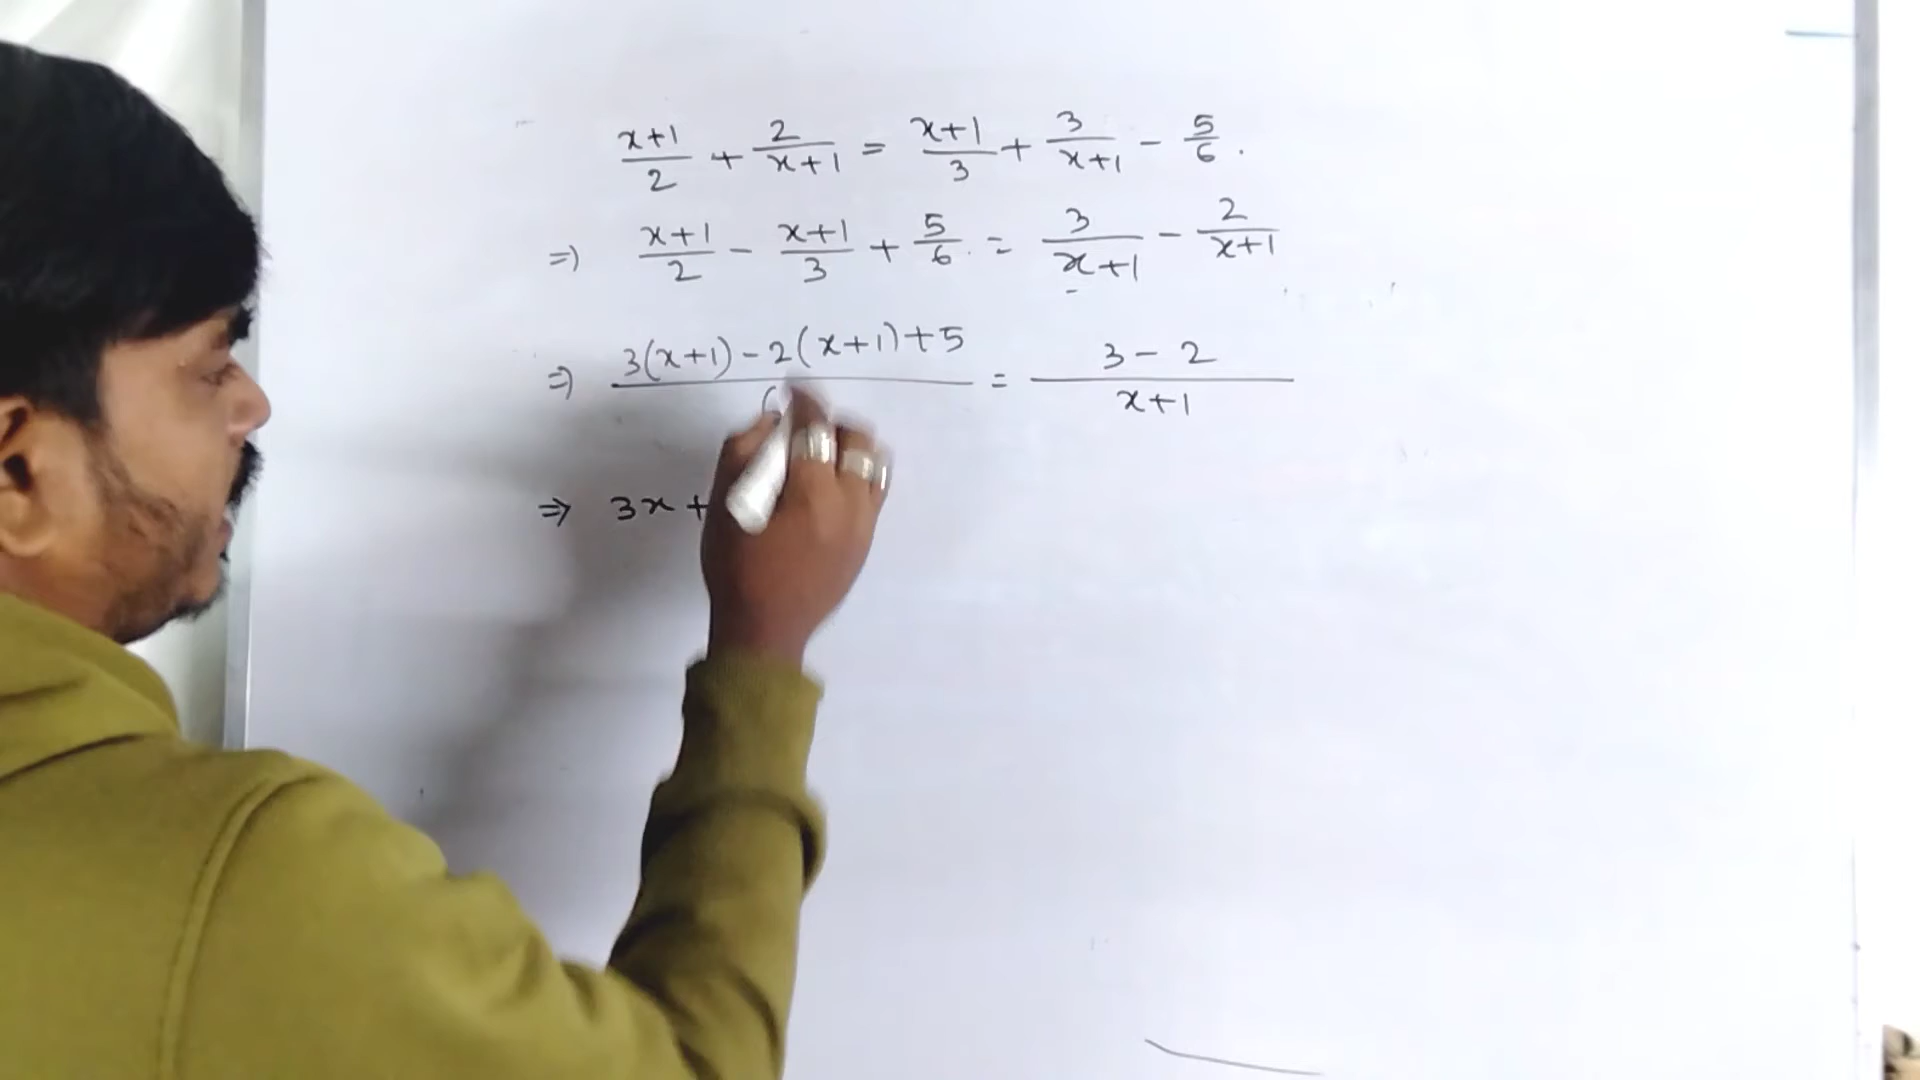 x+1/2 + 2/x+1 = x+1/3 + 3/x+1 - 5/6.
=> x+1/2 - x+1/3 + 5/6. = 3/x+1 - 2/x+1
=> 3(x+1)-2(x+1)+5/6 = 3-2/x+1
=> 3x+